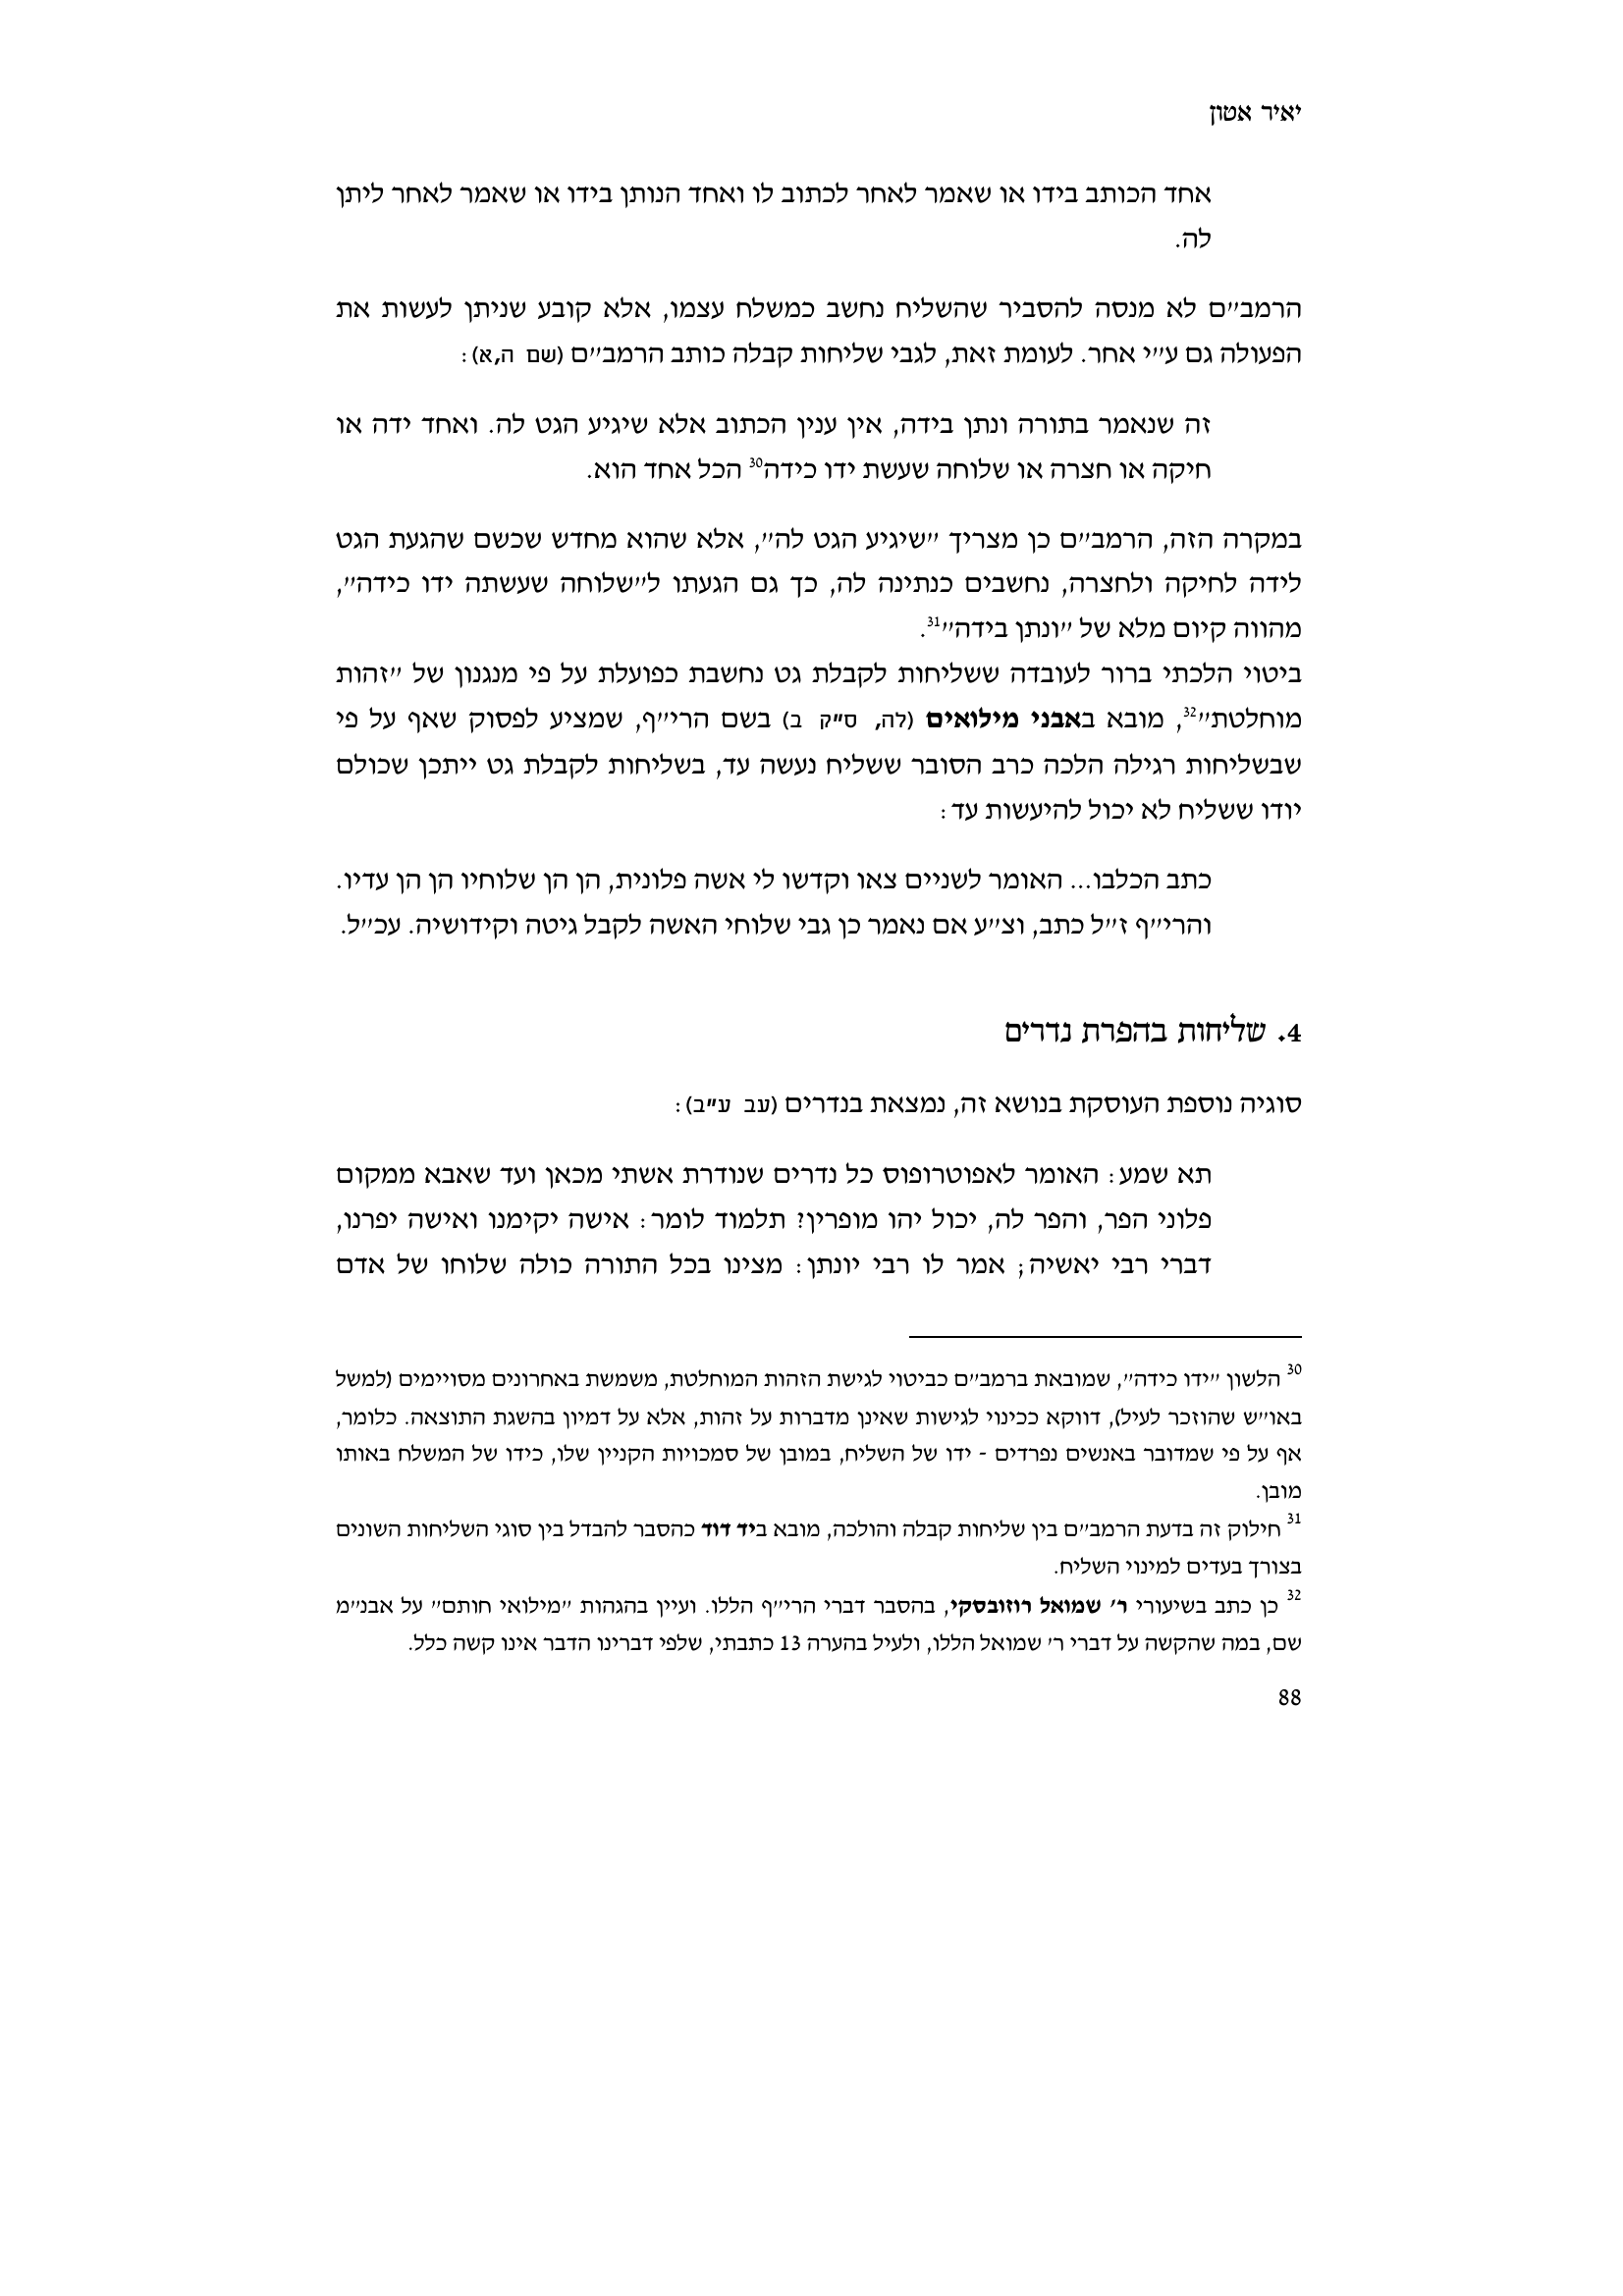 יאיר אטון
אחד הכותב בידו או שאמר לאחר לכתוב לו ואחד הנותן בידו או שאמר לאחר ליתן
לה.
הרמב״ם לא מנסה להסביר שהשליח נחשב כמשלח עצמו, אלא קובע שניתן לעשות את
הפעולה גם ע״י אחר. לעומת זאת, לגבי שליחות קבלה כותב הרמב״ם (שם ה,א):
זה שנאמר בתורה ונתן בידה, אין ענין הכתוב אלא שיגיע הגט לה. ואחד ידה או
חיקה או חצרה או שלוחה שעשת ידו כידה30 הכל אחד הוא.
במקרה הזה, הרמב״ם כן מצריך ״שיגיע הגט לה״, אלא שהוא מחדש שכשם שהגעת הגט
לידה לחיקה ולחצרה, נחשבים כנתינה לה, כך גם הגעתו ל״שלוחה שעשתה ידו כידה״,
מהווה קיום מלא של ״ונתן בידה״31.
ביטוי הלכתי ברור לעובדה ששליחות לקבלת גט נחשבת כפועלת על פי מנגנון של ״זהות
מוחלטת״32, מובא באבני מילואים (לה, ס״ק ב) בשם הרי״ף, שמציע לפסוק שאף על פי
שבשליחות רגילה הלכה כרב הסובר ששליח נעשה עד, בשליחות לקבלת גט ייתכן שכולם
יודו ששליח לא יכול להיעשות עד:
כתב הכלבו... האומר לשניים צאו וקדשו לי אשה פלונית, הן הן שלוחיו הן הן עדיו.
והרי״ף ז״ל כתב, וצ״ע אם נאמר כן גבי שלוחי האשה לקבל גיטה וקידושיה. עכ״ל.
4. שליחות בהפרת נדרים
סוגיה נוספת העוסקת בנושא זה, נמצאת בנדרים (עב ע״ב):
תא שמע: האומר לאפוטרופוס כל נדרים שנודרת אשתי מכאן ועד שאבא ממקום
פלוני הפר, והפר לה, יכול יהו מופרין? תלמוד לומר: אישה יקימנו ואישה יפרנו,
דברי רבי יאשיה; אמר לו רבי יונתן: מצינו בכל התורה כולה שלוחו של אדם
30 הלשון ״ידו כידה״, שמובאת ברמב״ם כביטוי לגישת הזהות המוחלטת, משמשת באחרונים מסויימים (למשל
באו״ש שהוזכר לעיל), דווקא ככינוי לגישות שאינן מדברות על זהות, אלא על דמיון בהשגת התוצאה. כלומר,
אף על פי שמדובר באנשים נפרדים - ידו של השליח, במובן של סמכויות הקניין שלו, כידו של המשלח באותו
מובן.
31 חילוק זה בדעת הרמב״ם בין שליחות קבלה והולכה, מובא ביד דוד כהסבר להבדל בין סוגי השליחות השונים
בצורך בעדים למינוי השליח.
32 כן כתב בשיעורי ר׳ שמואל רוזובסקי, בהסבר דברי הרי״ף הללו. ועיין בהגהות ״מילואי חותם״ על אבנ״מ
שם, במה שהקשה על דברי ר׳ שמואל הללו, ולעיל בהערה 13 כתבתי, שלפי דברינו הדבר אינו קשה כלל.
88